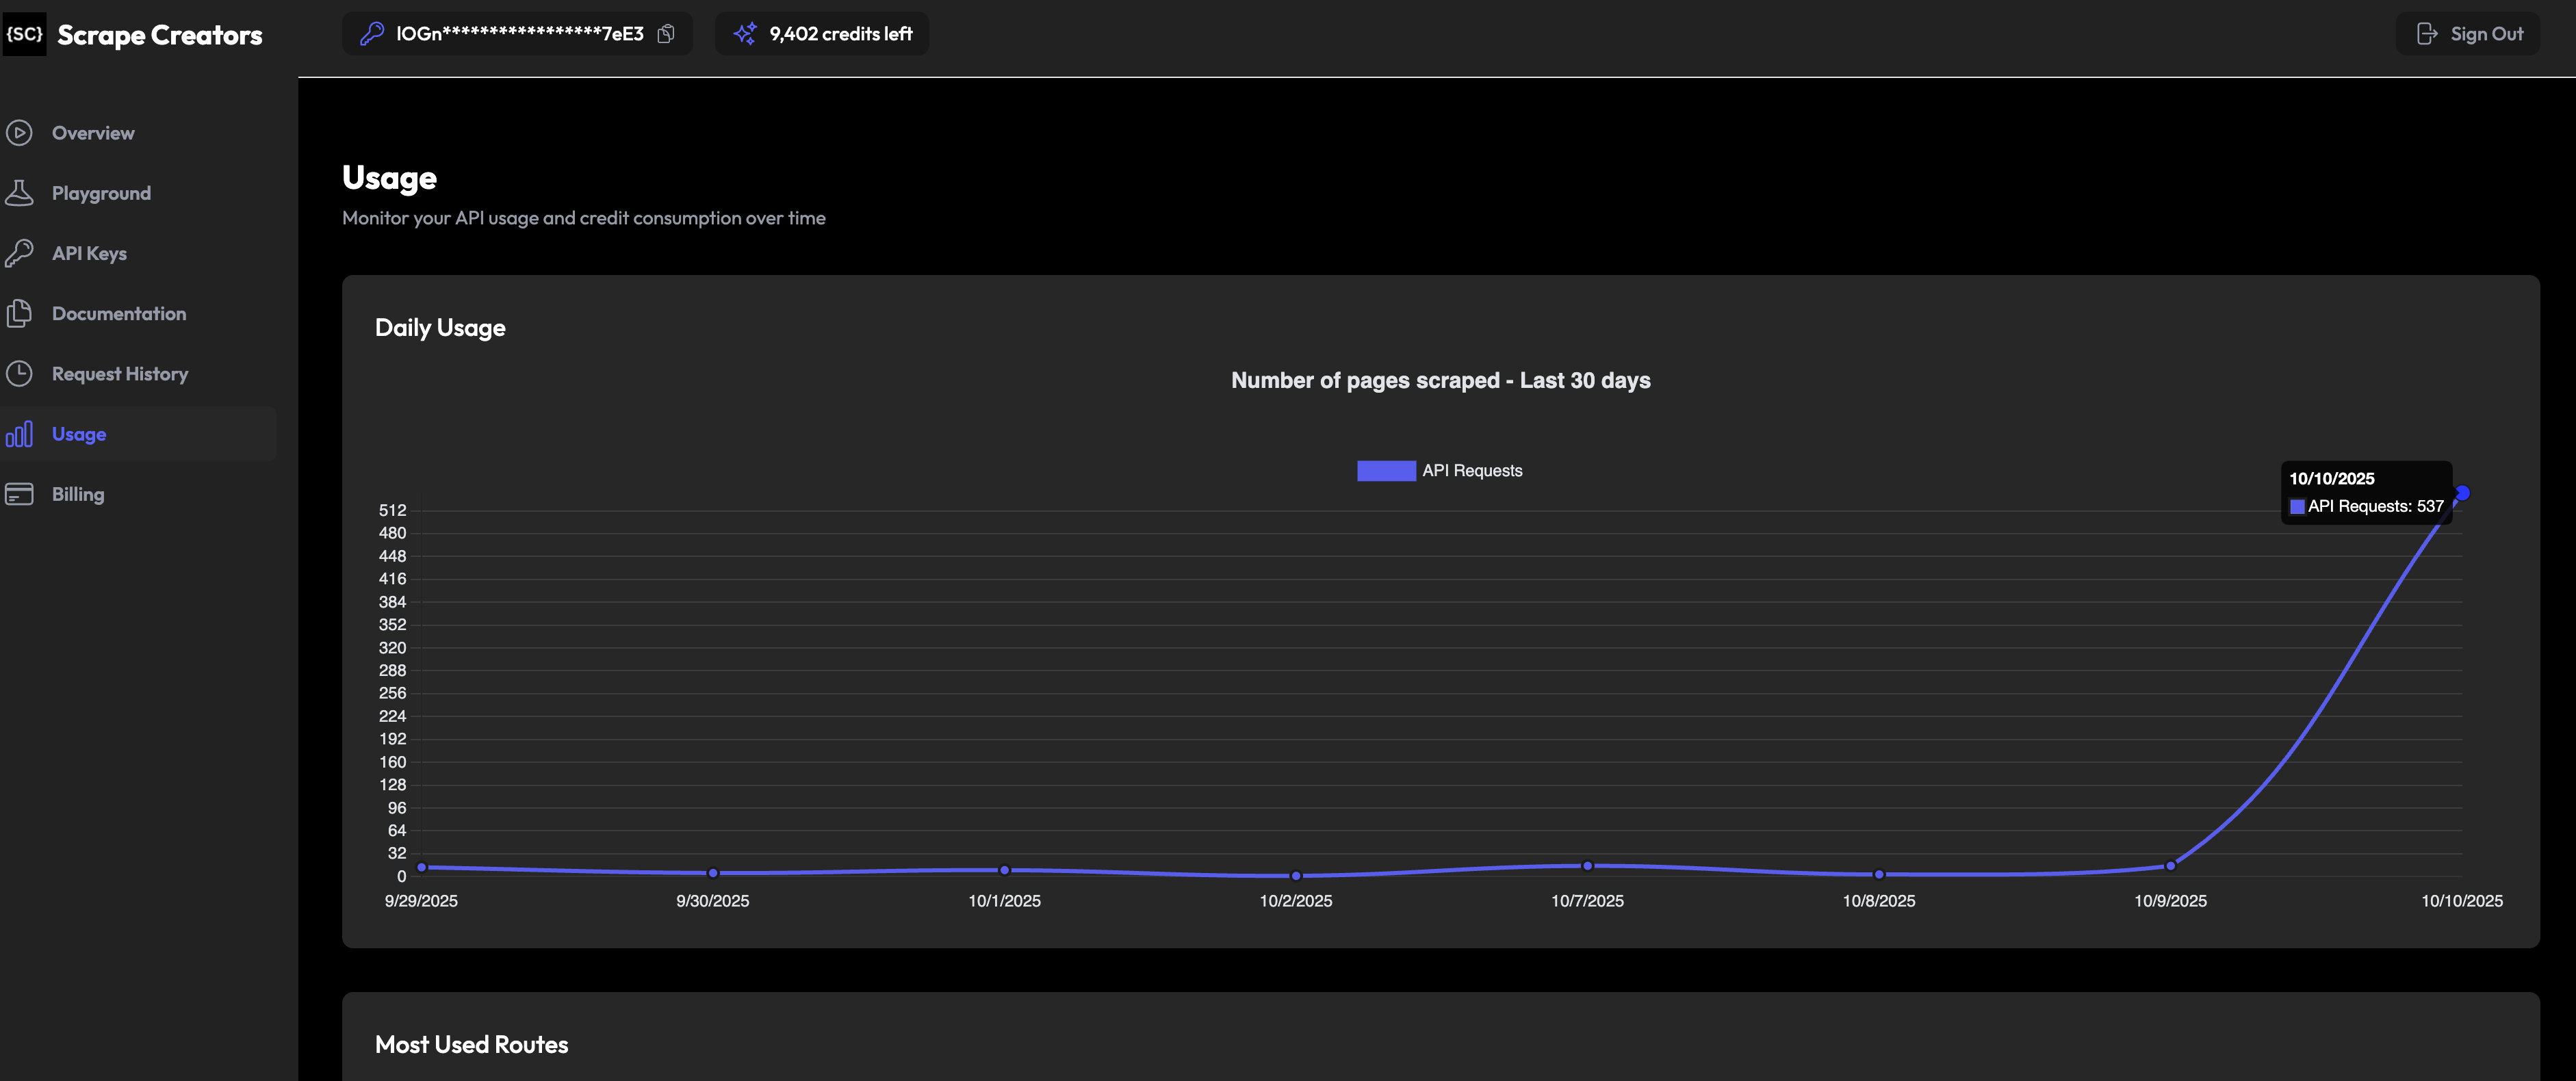 {SC} Scrape Creators
lOGn*****************7eE3
9,402 credits left
Sign Out
Overview
Playground
API Keys
Documentation
Request History
Usage
Billing
Usage
Monitor your API usage and credit consumption over time
Daily Usage
Number of pages scraped - Last 30 days
API Requests
10/10/2025
API Requests: 537
512
480
448
416
384
352
320
288
256
224
192
160
128
96
64
32
0
9/29/2025 9/30/2025 10/1/2025 10/2/2025 10/7/2025 10/8/2025 10/9/2025 10/10/2025
Most Used Routes